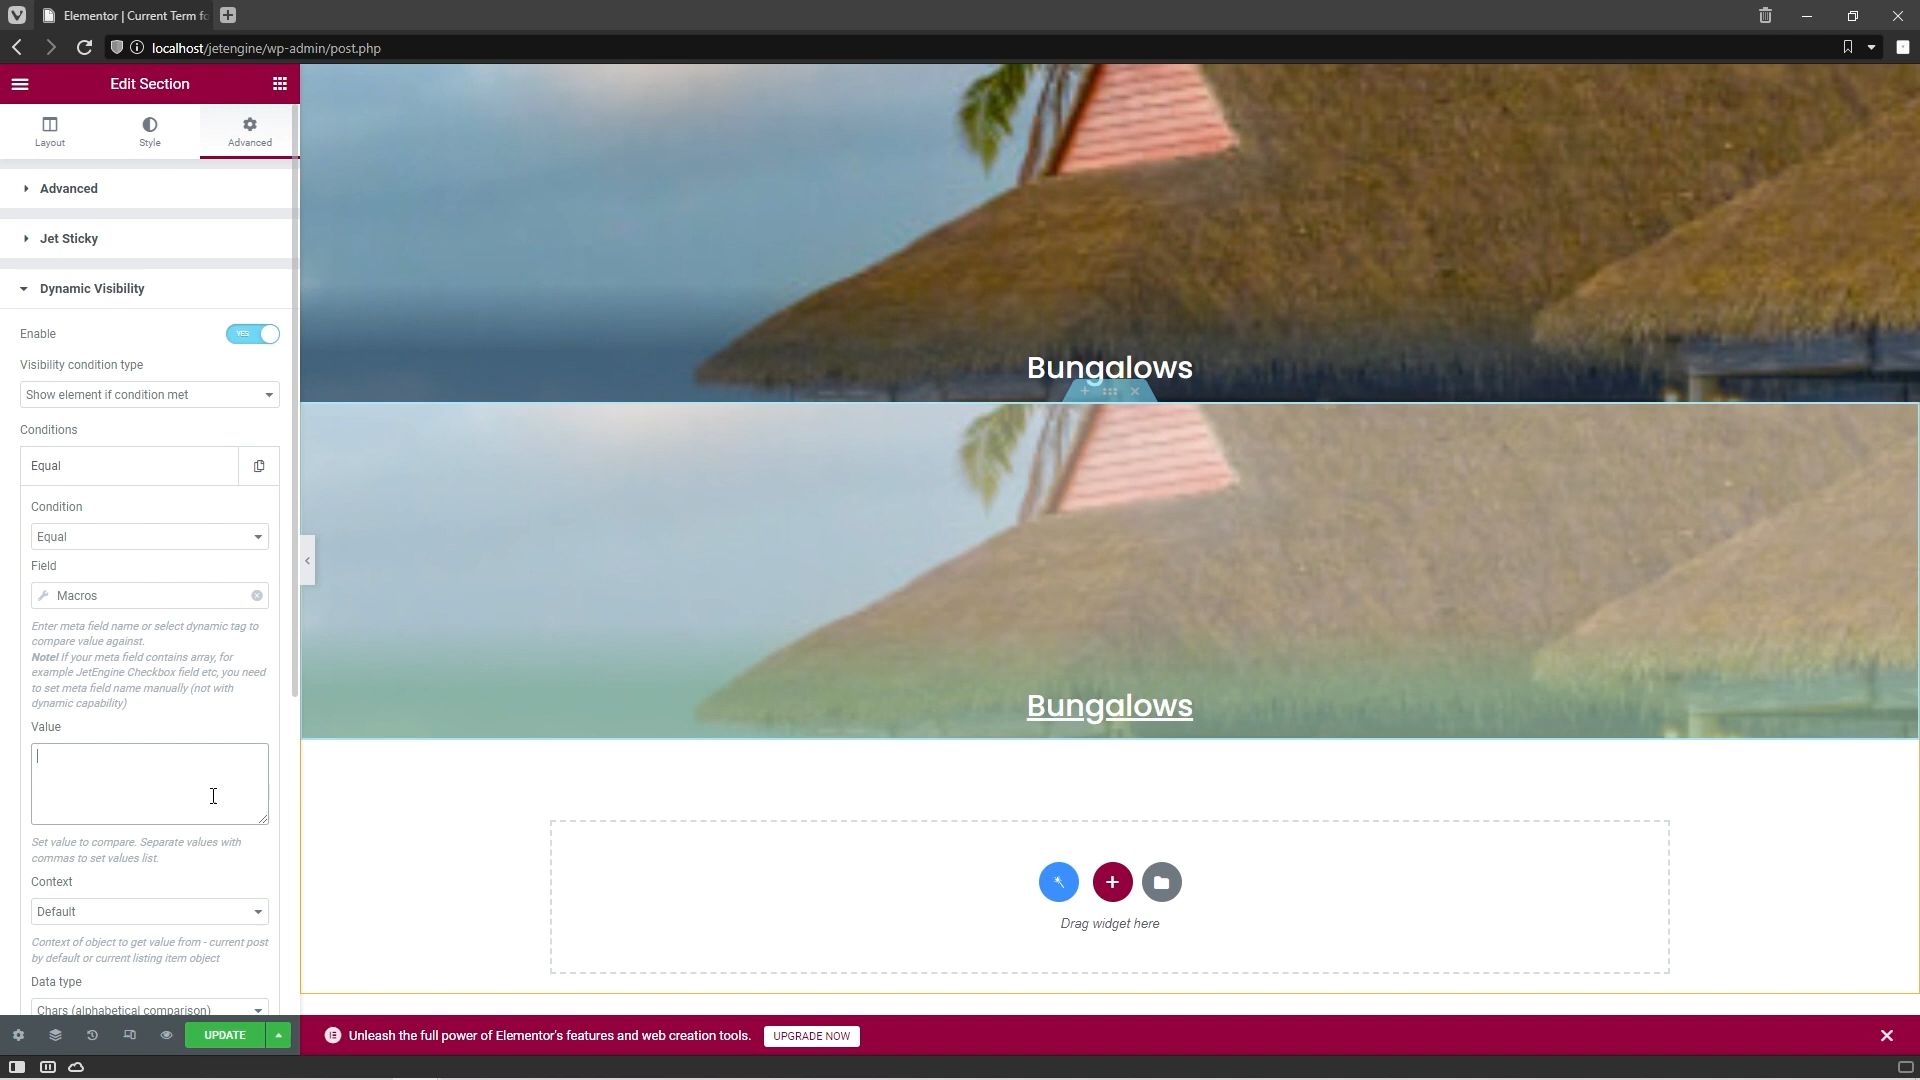 Elementor | Current Term fo
localhost/jetengine/wp-admin/post.php
Edit Section
Layout
Style
Advanced
Advanced
Jet Sticky
Dynamic Visibility
Enable
YES
Visibility condition type
Show element if condition met
Conditions
Equal
Condition
Equal
Field
Macros
Enter meta field name or select dynamic tag to
compare value against.
Note! If your meta field contains array, for
example JetEngine Checkbox field etc, you need
to set meta field name manually (not with
dynamic capability)
Value
Set value to compare. Separate values with
commas to set values list.
Context
Default
Context of object to get value from - current post
by default or current listing item object
Data type
Chars (alphabetical comparison)
UPDATE
Bungalows
Bungalows
Drag widget here
Unleash the full power of Elementor's features and web creation tools.
UPGRADE NOW